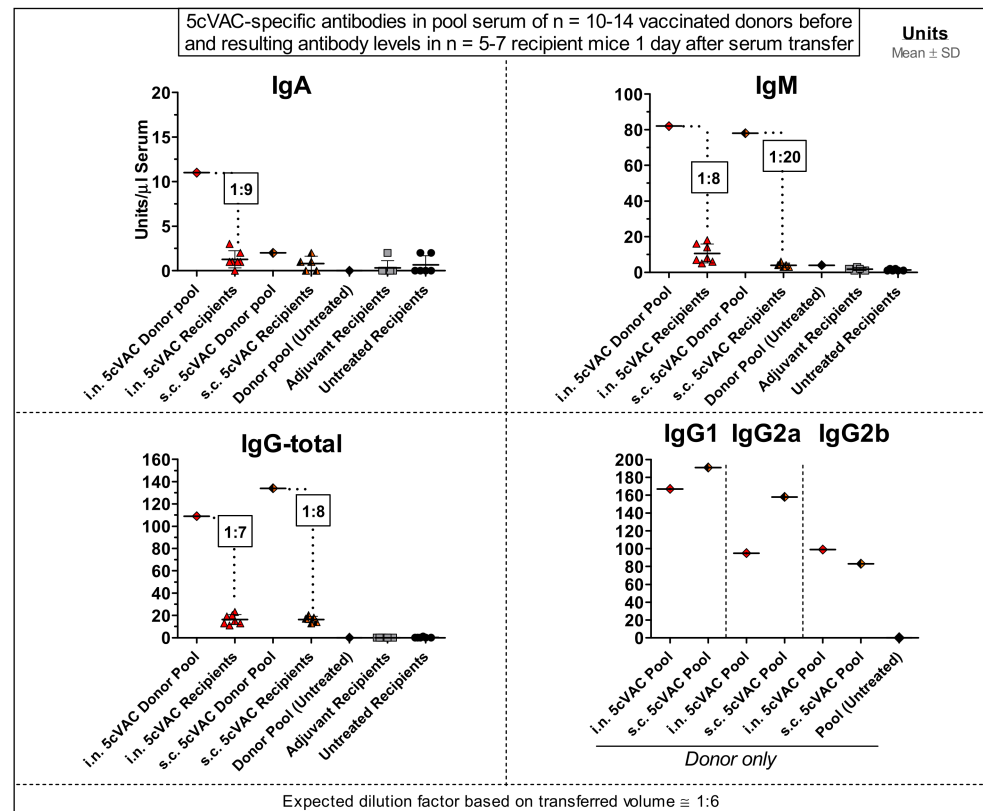 5cVAC-specific antibodies in pool serum of n = 10-14 vaccinated donors before
and resulting antibody levels in n = 5-7 recipient mice 1 day after serum transfer
Units
Mean ± SD
IgA
Units/µl Serum
20
15
10
5
0
1:9
i.n. 5cVAC Donor pool
i.n. 5cVAC Recipients
s.c. 5cVAC Donor pool
s.c. 5cVAC Recipients
Donor pool (Untreated)
Adjuvant Recipients
Untreated Recipients
IgM
100
80
60
40
20
0
1:8
1:20
i.n. 5cVAC Donor Pool
i.n. 5cVAC Recipients
s.c. 5cVAC Donor Pool
s.c. 5cVAC Recipients
Donor Pool (Untreated)
Adjuvant Recipients
Untreated Recipients
IgG-total
160
140
120
100
80
60
40
20
0
1:7
1:8
i.n. 5cVAC Donor Pool
i.n. 5cVAC Recipients
s.c. 5cVAC Donor Pool
s.c. 5cVAC Recipients
Donor Pool (Untreated)
Adjuvant Recipients
Untreated Recipients
IgG1 IgG2a IgG2b
200
180
160
140
120
100
80
60
40
20
0
i.n. 5cVAC Pool
s.c. 5cVAC Pool
i.n. 5cVAC Pool
s.c. 5cVAC Pool
i.n. 5cVAC Pool
s.c. 5cVAC Pool
Pool (Untreated)
Donor only
Expected dilution factor based on transferred volume ≅ 1:6